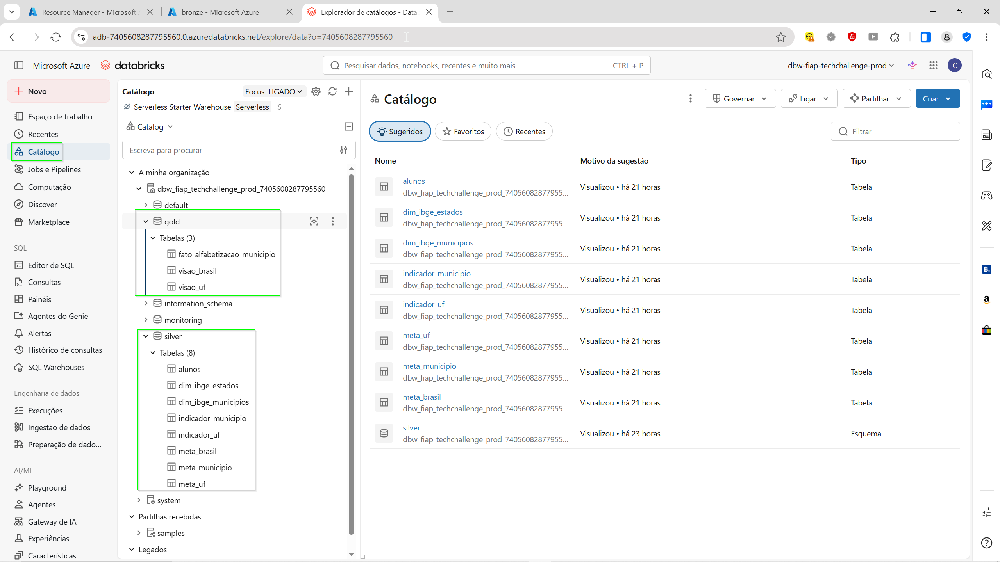 Resource Manager - Microsoft A
bronze - Microsoft Azure
Explorador de catálogos - Datab
adb-7405608287795560.0.azuredatabricks.net/explore/data?o=7405608287795560
Microsoft Azure
databricks
Pesquisar dados, notebooks, recentes e muito mais...
CTRL + P
dbw-fiap-techchallenge-prod
C
Novo
Espaço de trabalho
Recentes
Catálogo
Jobs e Pipelines
Computação
Discover
Marketplace
SQL
Editor de SQL
Consultas
Painéis
Agentes do Genie
Alertas
Histórico de consultas
SQL Warehouses
Engenharia de dados
Execuções
Ingestão de dados
Preparação de dado...
AI/ML
Playground
Agentes
Gateway de IA
Experiências
Características
Catálogo
Focus: LIGADO
Serverless Starter Warehouse Serverless S
Catalog
Escreva para procurar
A minha organização
dbw_fiap_techchallenge_prod_7405608287795560
default
gold
Tabelas (3)
fato_alfabetizacao_municipio
visao_brasil
visao_uf
information_schema
monitoring
silver
Tabelas (8)
alunos
dim_ibge_estados
dim_ibge_municipios
indicador_municipio
indicador_uf
meta_brasil
meta_municipio
meta_uf
system
Partilhas recebidas
samples
Legados
Catálogo
Governar
Ligar
Partilhar
Criar
Sugeridos
Favoritos
Recentes
Filtrar
Nome Motivo da sugestão Tipo
alunos
dbw_fiap_techchallenge_prod_74056082877955...
Visualizou • há 21 horas Tabela
dim_ibge_estados
dbw_fiap_techchallenge_prod_74056082877955...
Visualizou • há 21 horas Tabela
dim_ibge_municipios
dbw_fiap_techchallenge_prod_74056082877955...
Visualizou • há 21 horas Tabela
indicador_municipio
dbw_fiap_techchallenge_prod_74056082877955...
Visualizou • há 21 horas Tabela
indicador_uf
dbw_fiap_techchallenge_prod_74056082877955...
Visualizou • há 21 horas Tabela
meta_uf
dbw_fiap_techchallenge_prod_74056082877955...
Visualizou • há 21 horas Tabela
meta_municipio
dbw_fiap_techchallenge_prod_74056082877955...
Visualizou • há 21 horas Tabela
meta_brasil
dbw_fiap_techchallenge_prod_74056082877955...
Visualizou • há 21 horas Tabela
silver
dbw_fiap_techchallenge_prod_74056082877955...
Visualizou • há 23 horas Esquema
B.
a